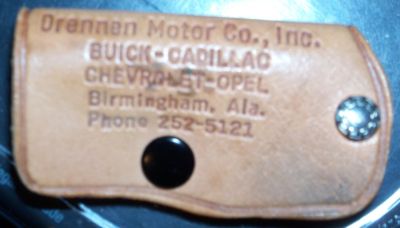 Drennen Motor Co., Inc.
BUICK-CADILLAC
CHEVROLET-OPEL
Birmingham, Ala.
Phone 252-5121